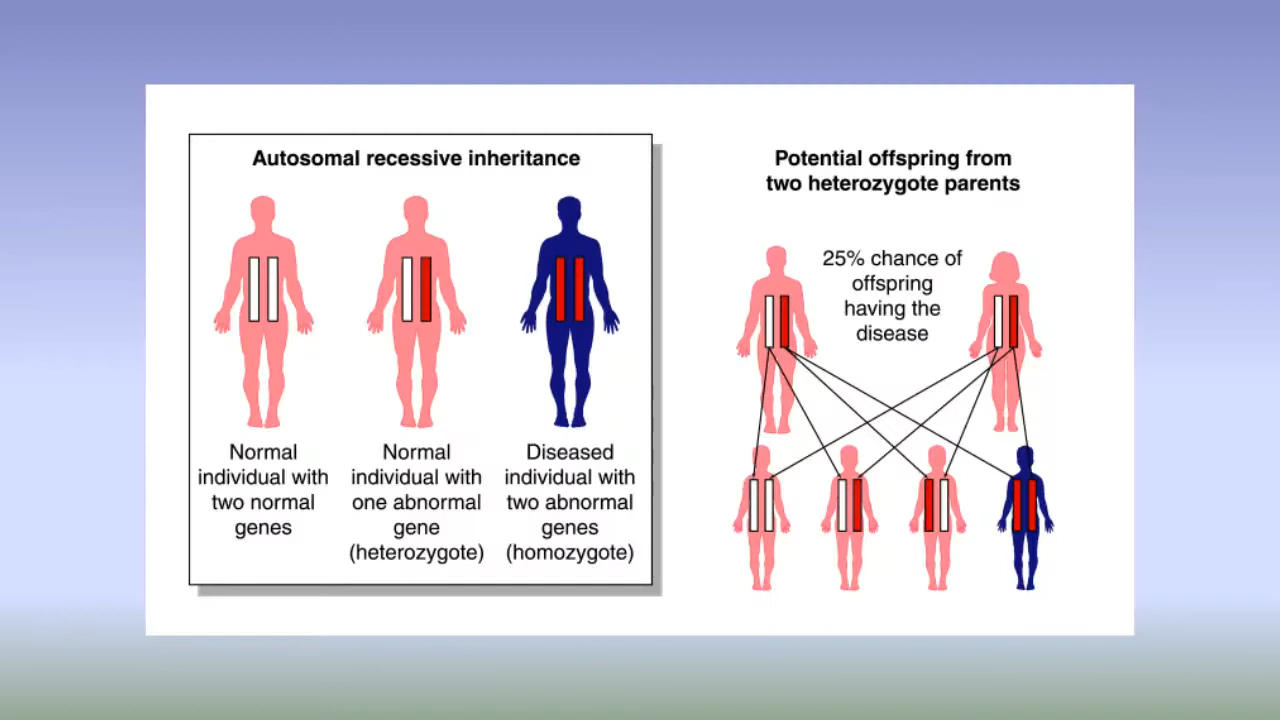 Autosomal recessive inheritance
Normal
individual with
two normal
genes
Normal
individual with
one abnormal
gene
(heterozygote)
Diseased
individual with
two abnormal
genes
(homozygote)
Potential offspring from
two heterozygote parents
25% chance of
offspring
having the
disease